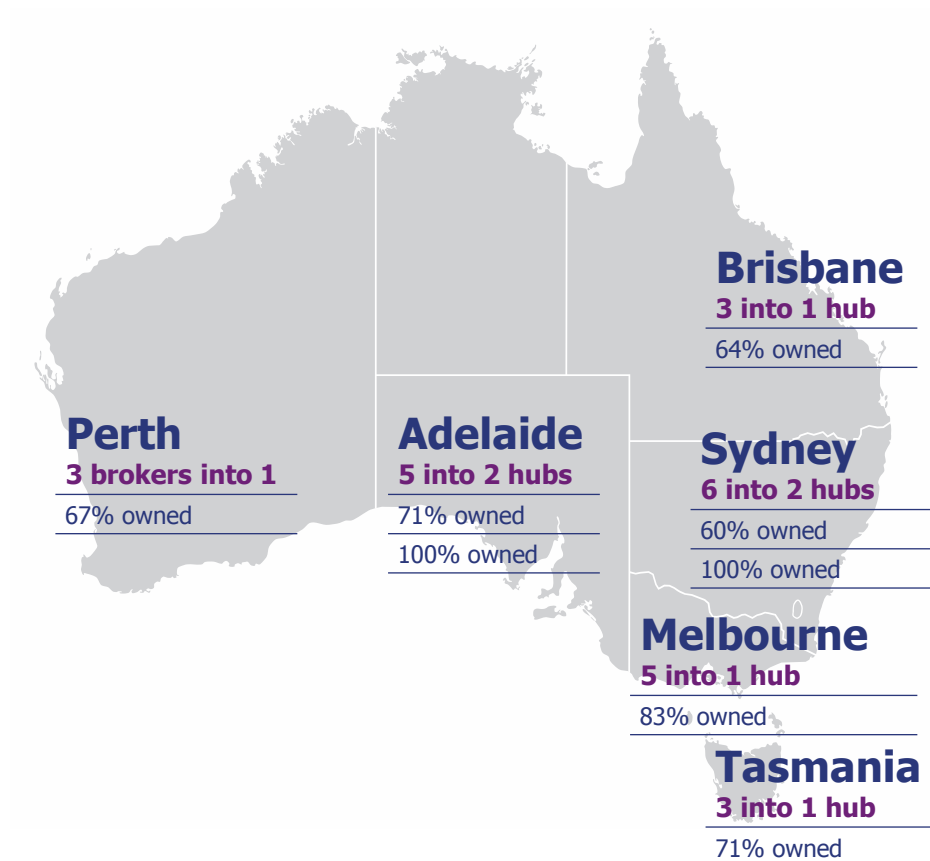 Brisbane
3 into 1 hub
64% owned
Perth
3 brokers into 1
67% owned
Adelaide
5 into 2 hubs
71% owned
100% owned
Sydney
6 into 2 hubs
60% owned
100% owned
Melbourne
5 into 1 hub
83% owned
Tasmania
3 into 1 hub
71% owned